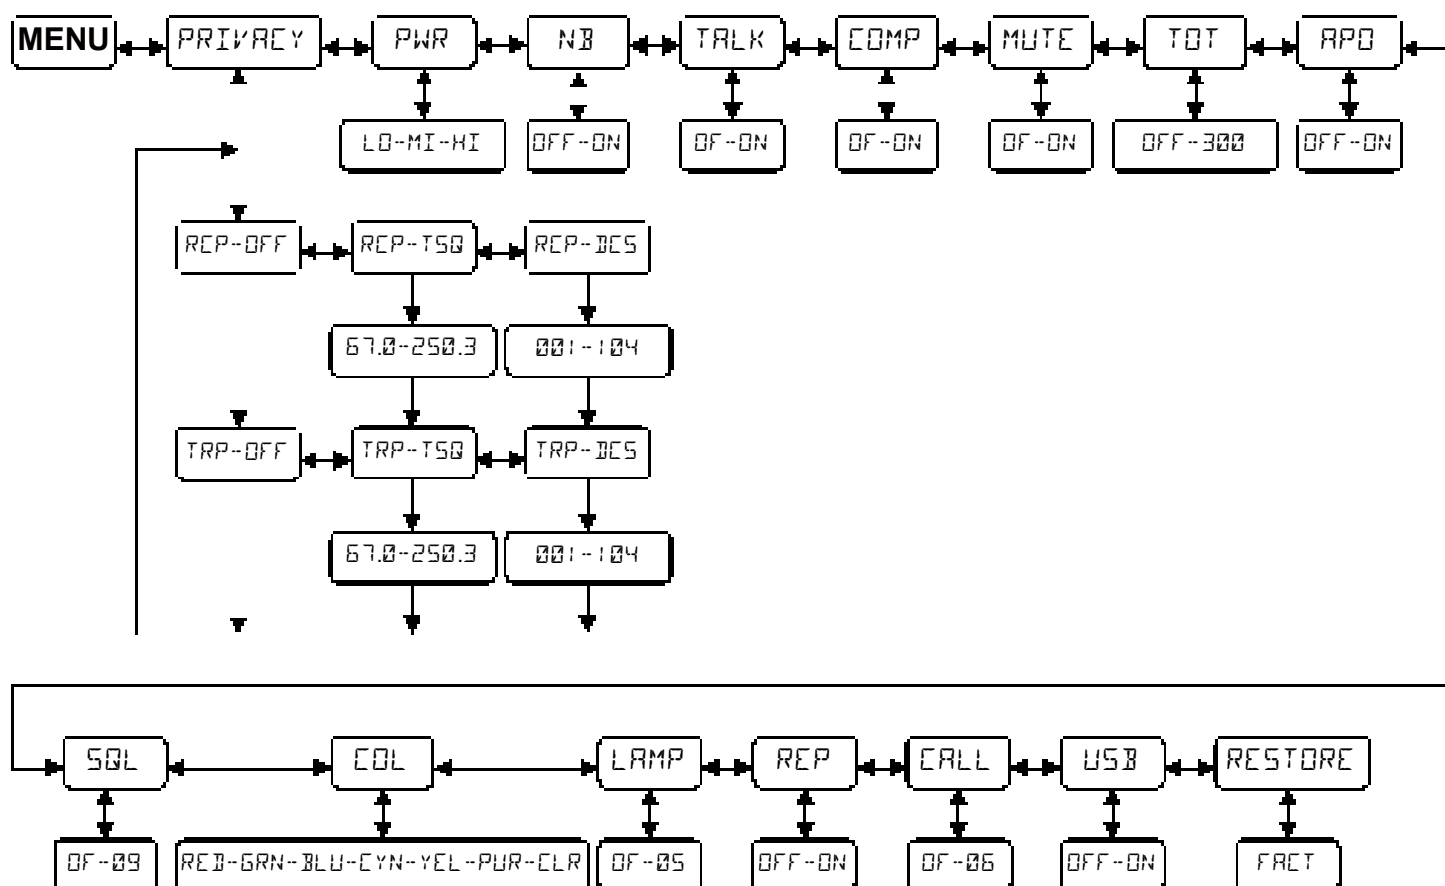 MENU PRIVACY PWR NB TALK COMP MUTE TOT APO
LO-MI-HI OFF-ON OF-ON OF-ON OF-ON OFF-300 OFF-ON
RCP-OFF RCP-TSQ RCP-DCS
67.0-250.3 001-104
TRP-OFF TRP-TSQ TRP-DCS
67.0-250.3 001-104
SQL COL LAMP REP CALL USB RESTORE
OF-09 RED-GRN-BLU-CYN-YEL-PUR-CLR OF-05 OFF-ON OF-06 OFF-ON FACT